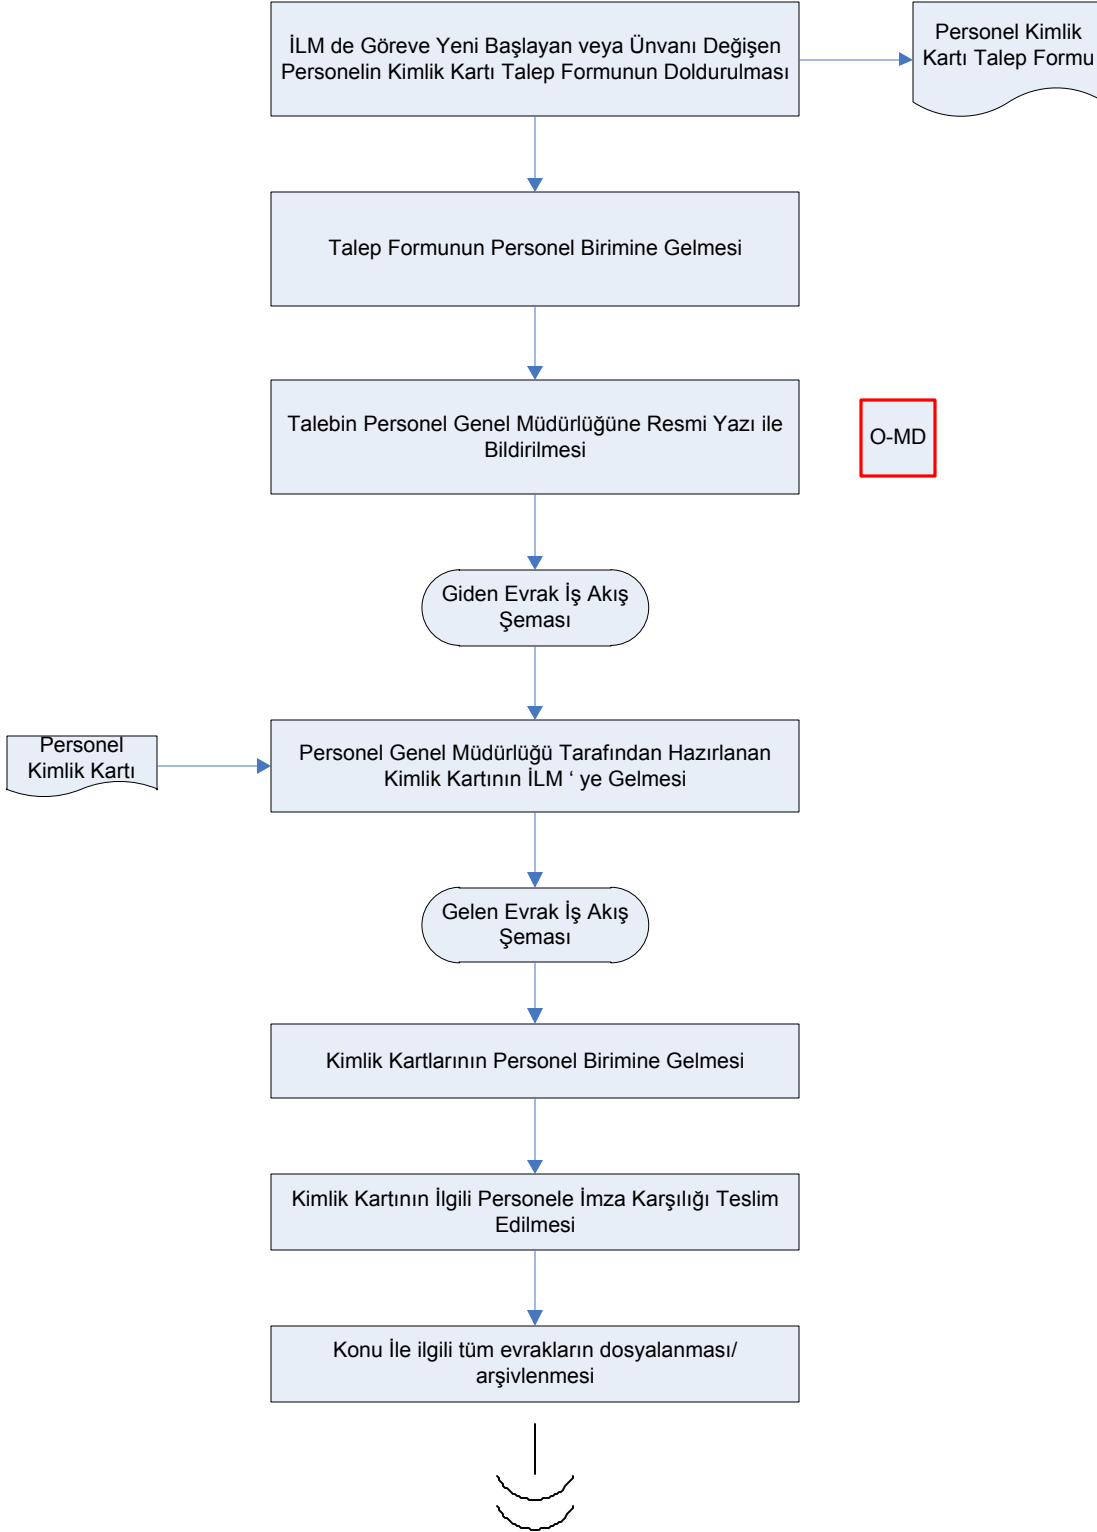 İLM de Göreve Yeni Başlayan veya Ünvanı Değişen
Personelin Kimlik Kartı Talep Formunun Doldurulması
Personel Kimlik
Kartı Talep Formu
Talep Formunun Personel Birimine Gelmesi
Talebin Personel Genel Müdürlüğüne Resmi Yazı ile
Bildirilmesi
O-MD
Giden Evrak İş Akış
Şeması
Personel
Kimlik Kartı
Personel Genel Müdürlüğü Tarafından Hazırlanan
Kimlik Kartının İLM ‘ ye Gelmesi
Gelen Evrak İş Akış
Şeması
Kimlik Kartlarının Personel Birimine Gelmesi
Kimlik Kartının İlgili Personele İmza Karşılığı Teslim
Edilmesi
Konu İle ilgili tüm evrakların dosyalanması/
arşivlenmesi